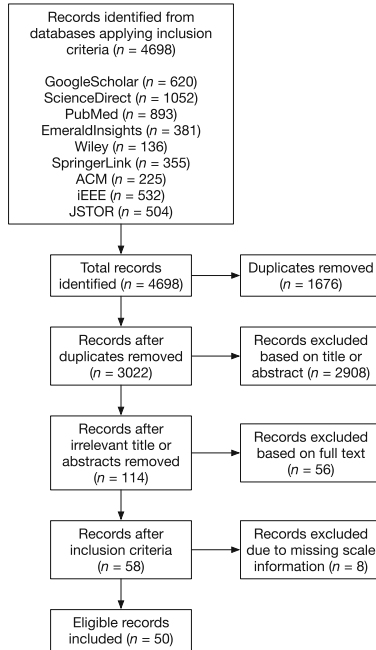 Records identified from
databases applying inclusion
criteria (n = 4698)
GoogleScholar (n = 620)
ScienceDirect (n = 1052)
PubMed (n = 893)
EmeraldInsights (n = 381)
Wiley (n = 136)
SpringerLink (n = 355)
ACM (n = 225)
iEEE (n = 532)
JSTOR (n = 504)
Total records
identified (n = 4698)
Duplicates removed
(n = 1676)
Records after
duplicates removed
(n = 3022)
Records excluded
based on title or
abstract (n = 2908)
Records after
irrelevant title or
abstracts removed
(n = 114)
Records excluded
based on full text
(n = 56)
Records after
inclusion criteria
(n = 58)
Records excluded
due to missing scale
information (n = 8)
Eligible records
included (n = 50)